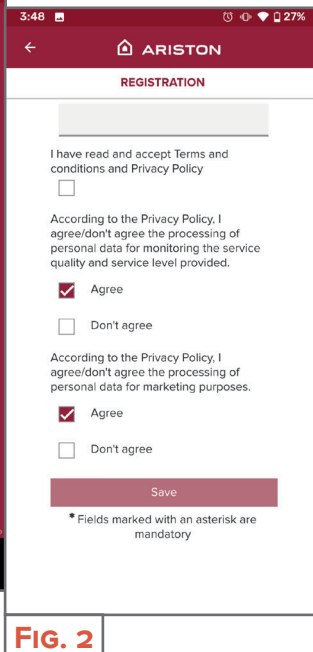 3:48 27%
ARISTON
REGISTRATION
I have read and accept Terms and
conditions and Privacy Policy
According to the Privacy Policy, I
agree/don't agree the processing of
personal data for monitoring the service
quality and service level provided.
Agree
Don't agree
According to the Privacy Policy, I
agree/don't agree the processing of
personal data for marketing purposes.
Agree
Don't agree
Save
* Fields marked with an asterisk are
mandatory
FIG. 2